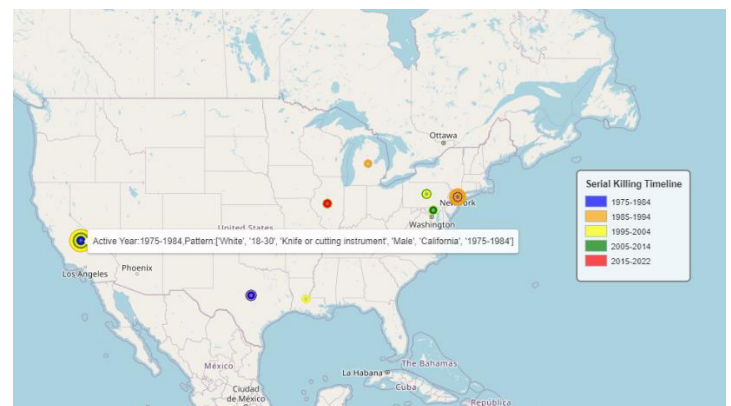 Ottawa
New York
Washington
United States
Active Year:1975-1984,Pattern:['White', '18-30', 'Knife or cutting instrument', 'Male', 'California', '1975-1984']
Los Angeles
Phoenix
México
Ciudad
de México
La Habana
The Bahamas
Cuba
República
Serial Killing Timeline
1975-1984
1985-1994
1995-2004
2005-2014
2015-2022